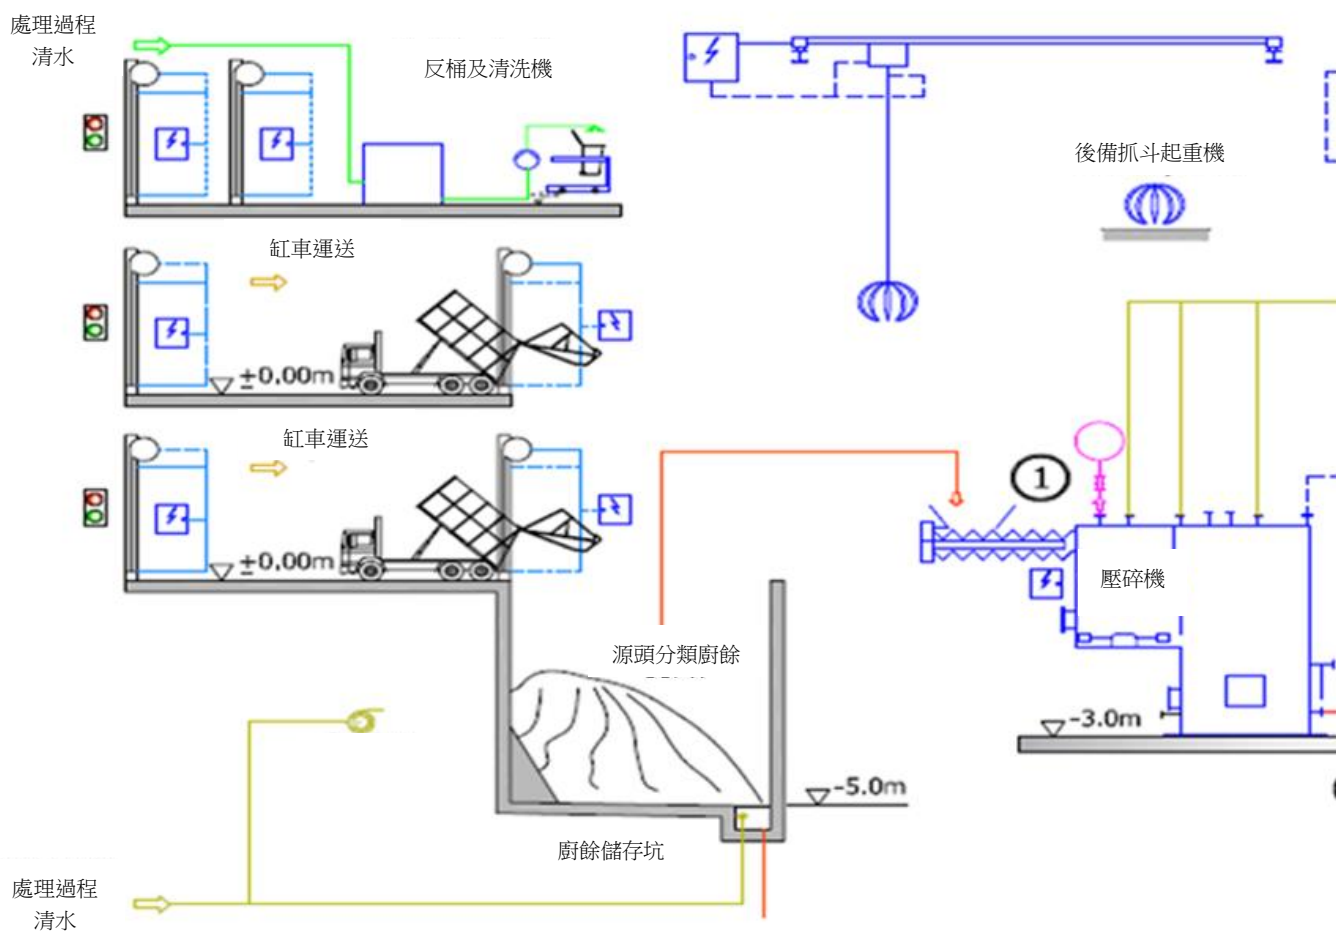 處理過程
清水
反桶及清洗機
後備抓斗起重機
缸車運送
±0.00m
缸車運送
±0.00m
1
壓碎機
源頭分類廚餘
-3.0m
-5.0m
廚餘儲存坑
處理過程
清水